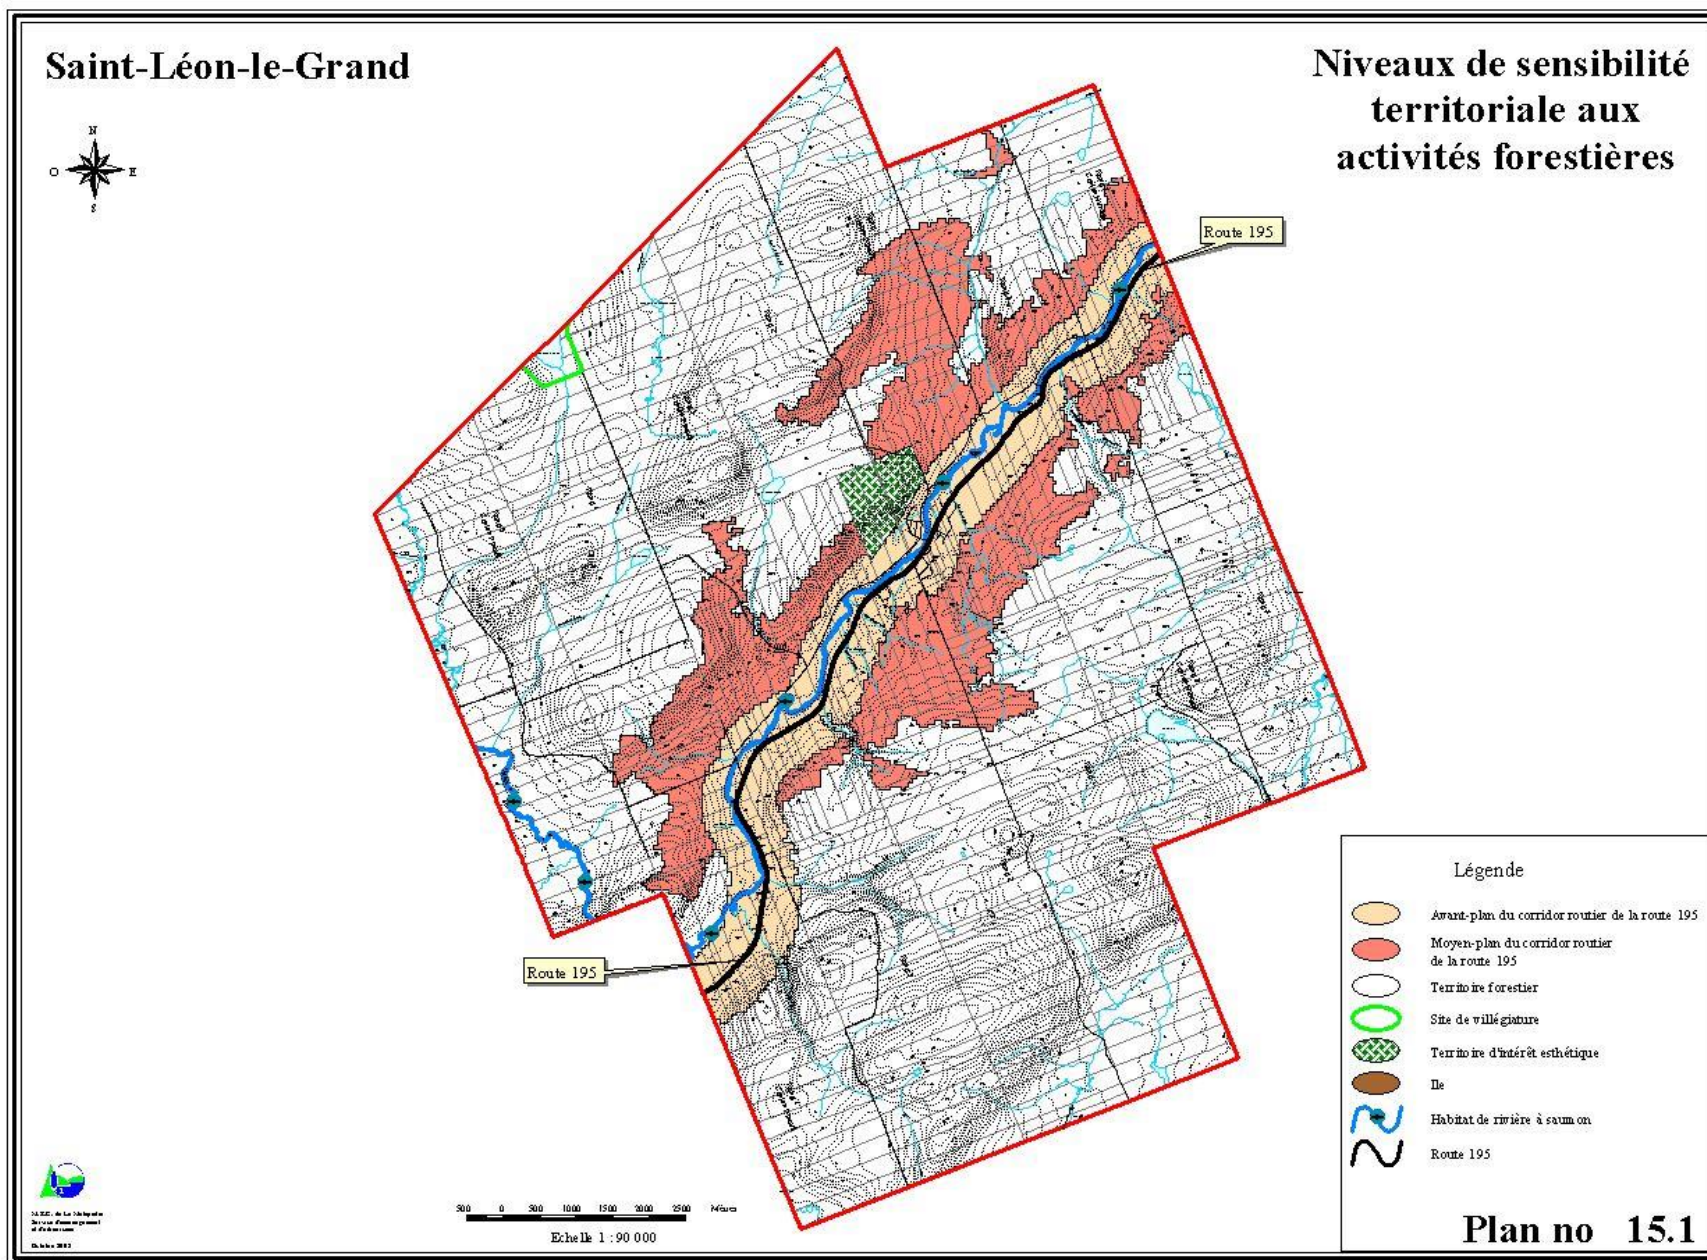 Saint-Léon-le-Grand
Niveaux de sensibilité
territoriale aux
activités forestières
N
O
E
S
Route 195
Route 195
Légende
Avant-plan du corridor routier de la route 195
Moyen-plan du corridor routier
de la route 195
Territoire forestier
Site de villégiature
Territoire d'intérêt esthétique
Ile
Habitat de rivière à saumon
Route 195
500 0 500 1000 1500 2000 2500 Mètres
Echelle 1 : 90 000
Plan no 15.1